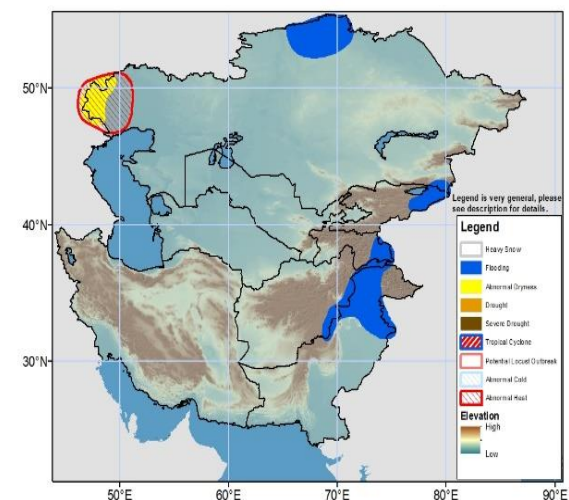 50°N
40°N
30°N
50°E
60°E
70°E
80°E
90°E
Legend is very general, please
see description for details.
Legend
Heavy Snow
Flooding
Abnormal Dryness
Drought
Severe Drought
Tropical Cyclone
Potential Locust Outbreak
Abnormal Cold
Abnormal Heat
Elevation
High
Low